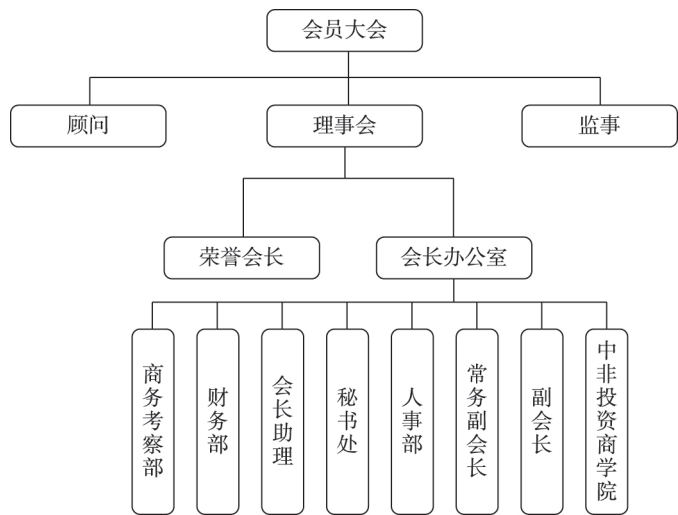 会员大会
顾问
理事会
监事
荣誉会长
会长办公室
商务考察部
财务部
会长助理
秘书处
人事部
常务副会长
副会长
中非投资商学院